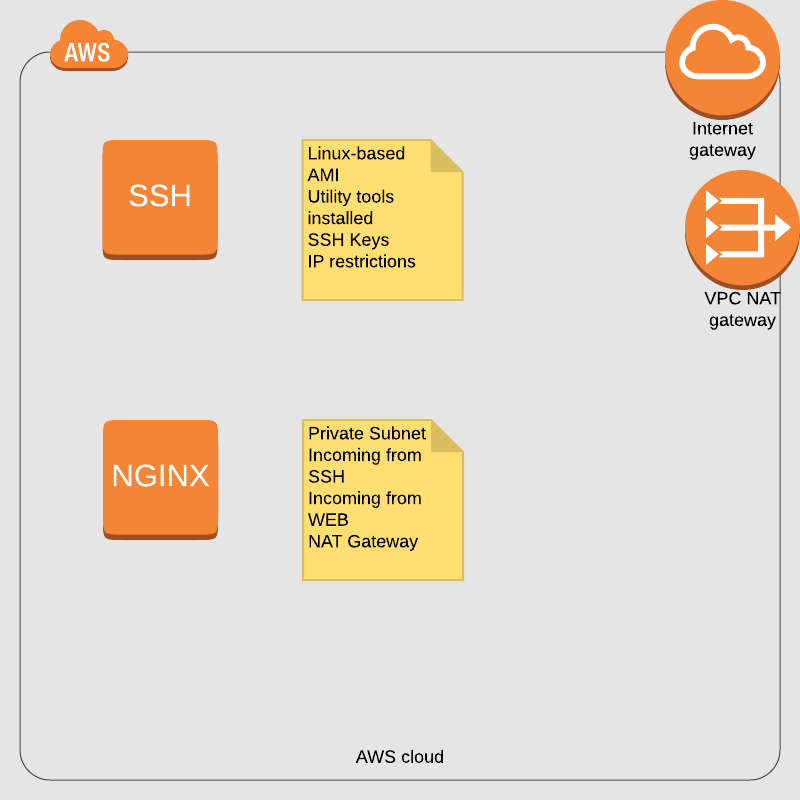 AWS
Internet
gateway
SSH
Linux-based
AMI
Utility tools
installed
SSH Keys
IP restrictions
VPC NAT
gateway
NGINX
Private Subnet
Incoming from
SSH
Incoming from
WEB
NAT Gateway
AWS cloud